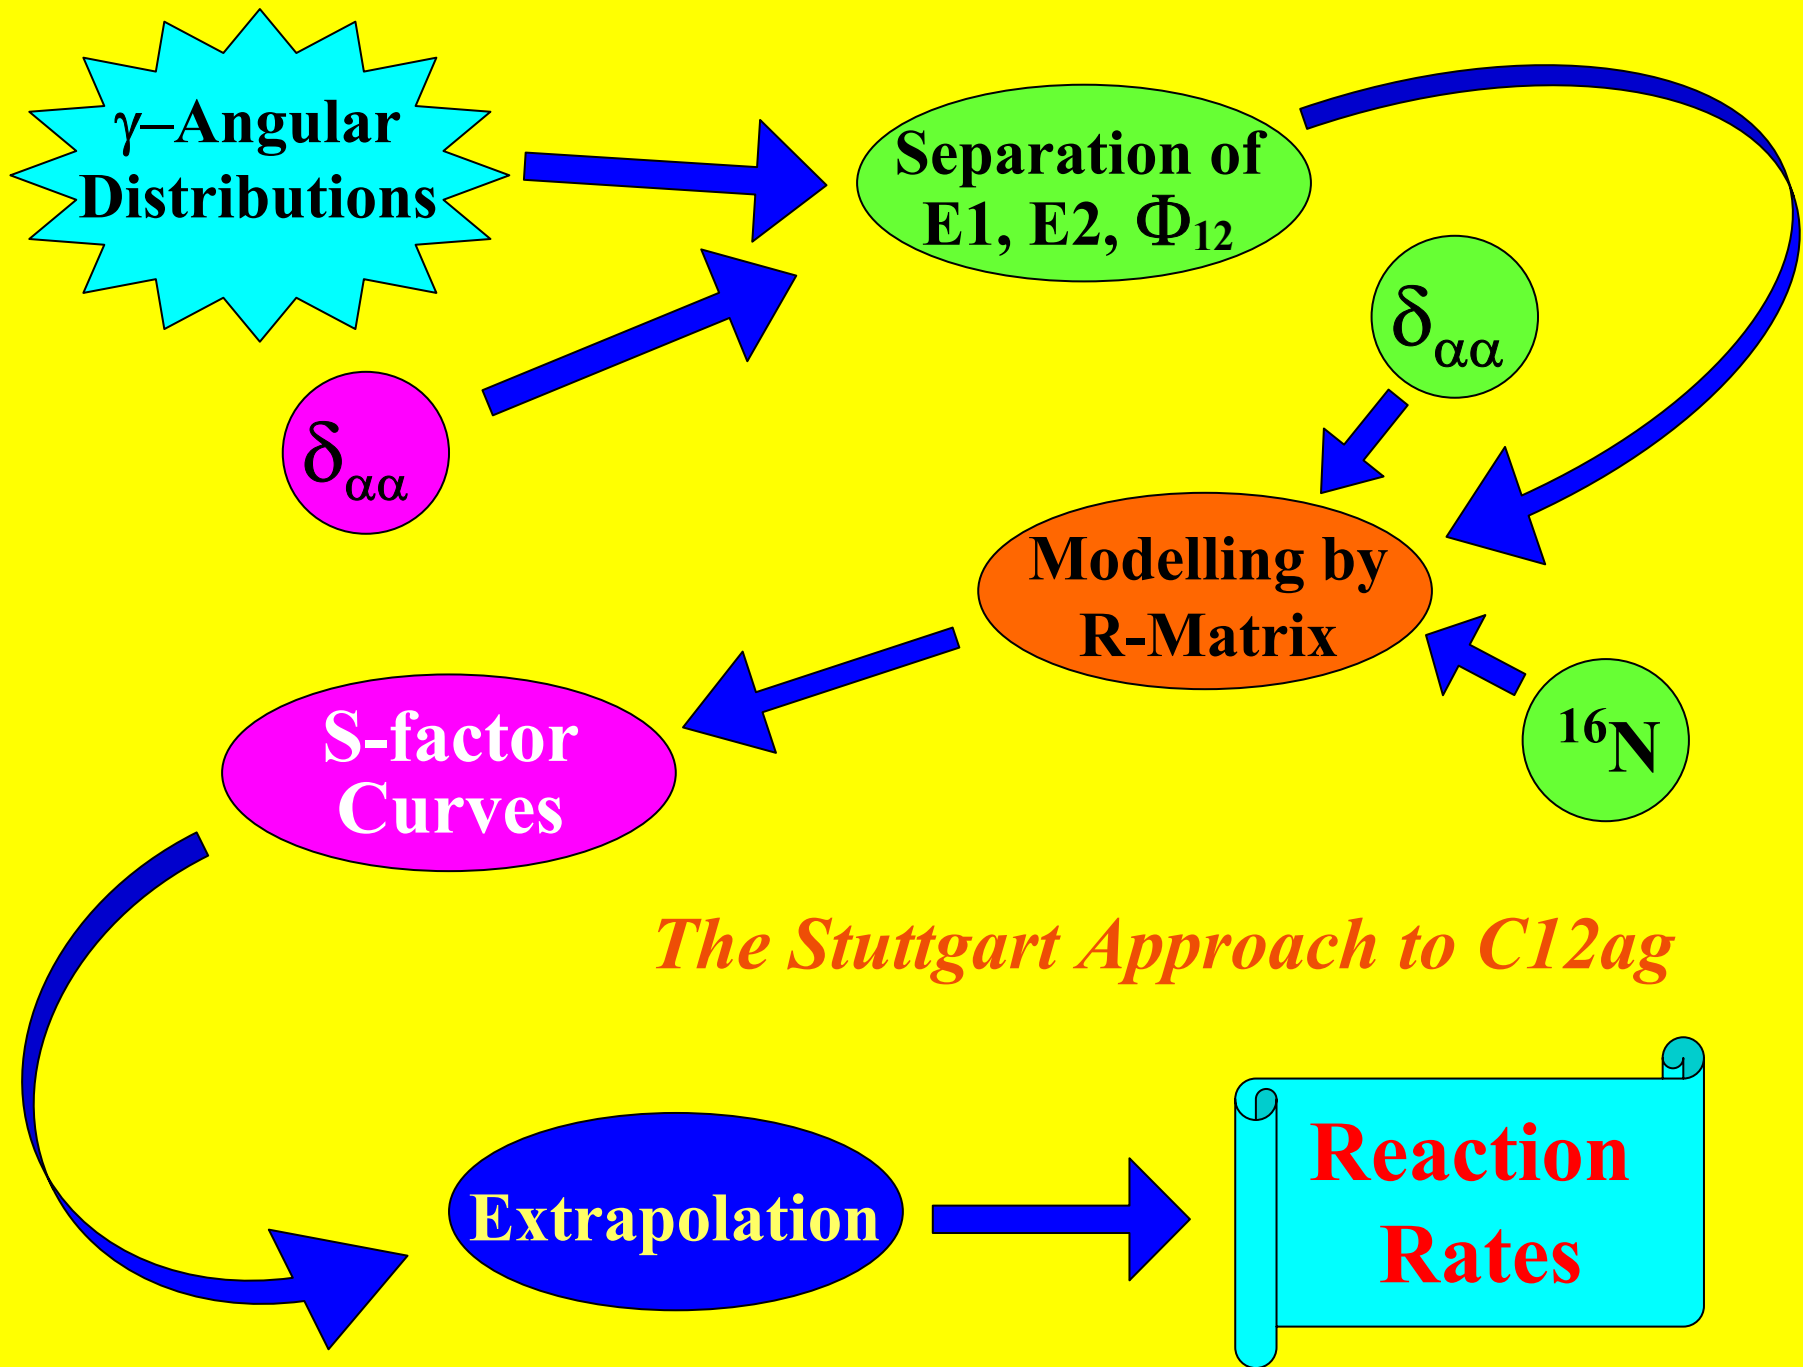 γ–Angular
Distributions
Separation of
E1, E2, Φ₁₂
δαα
δαα
Modelling by
R-Matrix
¹⁶N
S-factor
Curves
The Stuttgart Approach to C12ag
Extrapolation
Reaction
Rates